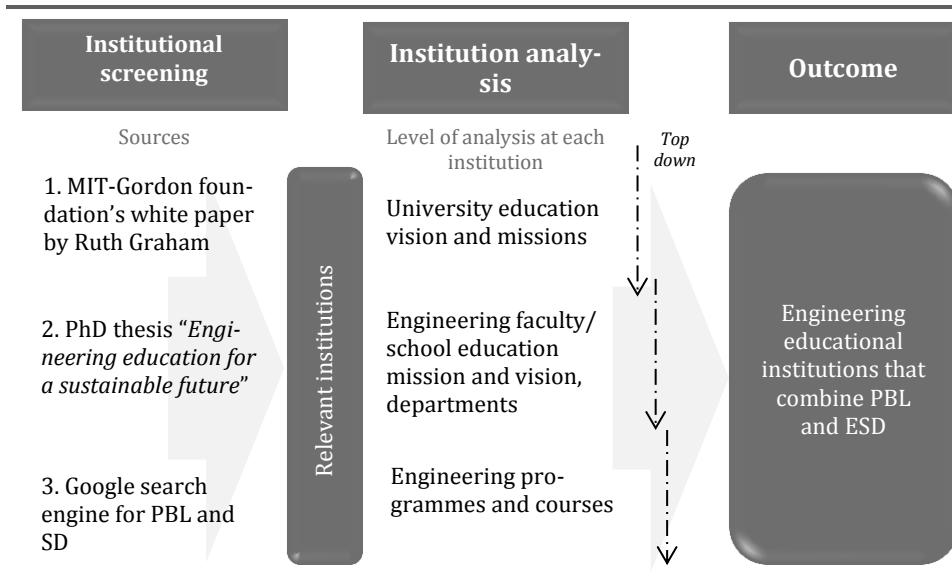 Institutional
screening
Sources
1. MIT-Gordon foun-
dation's white paper
by Ruth Graham
2. PhD thesis “Engi-
neering education for
a sustainable future”
3. Google search
engine for PBL and
SD
Relevant institutions
Institution analy-
sis
Level of analysis at each
institution
Top
down
University education
vision and missions
Engineering faculty/
school education
mission and vision,
departments
Engineering pro-
grammes and courses
Outcome
Engineering
educational
institutions that
combine PBL
and ESD